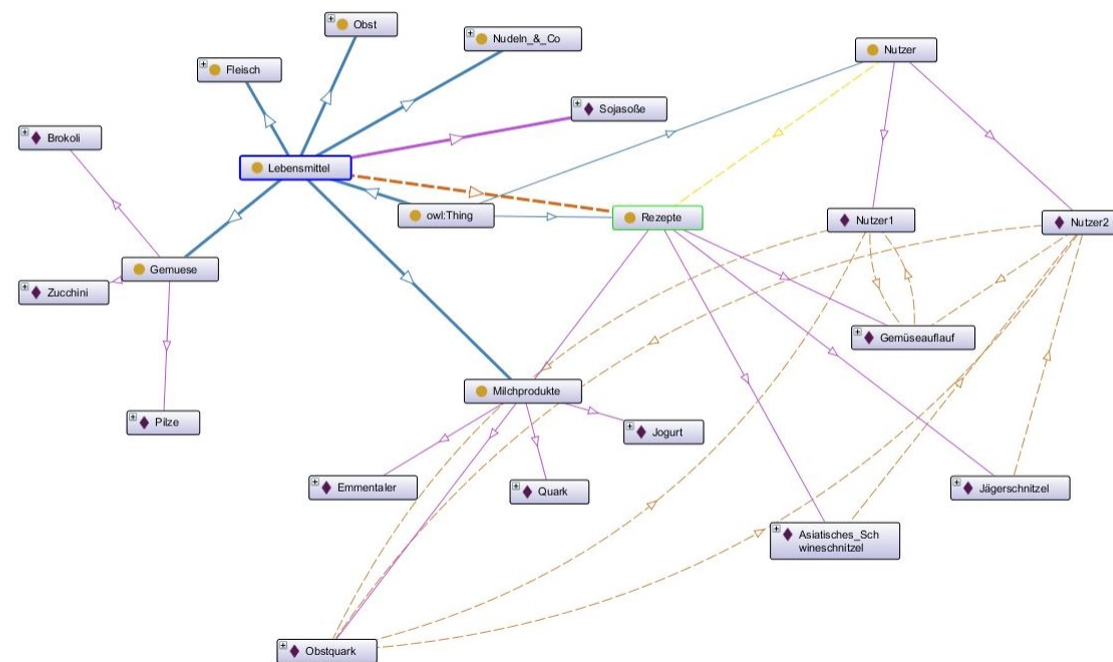 Obst
Nudeln_&_Co
Nutzer
Fleisch
Sojasoße
Brokoli
Lebensmittel
owl:Thing
Rezepte
Nutzer1
Nutzer2
Gemuese
Zucchini
Gemüseauflauf
Milchprodukte
Pilze
Jogurt
Emmentaler
Quark
Jägerschnitzel
Asiatisches_Sch
wineschnitzel
Obstquark